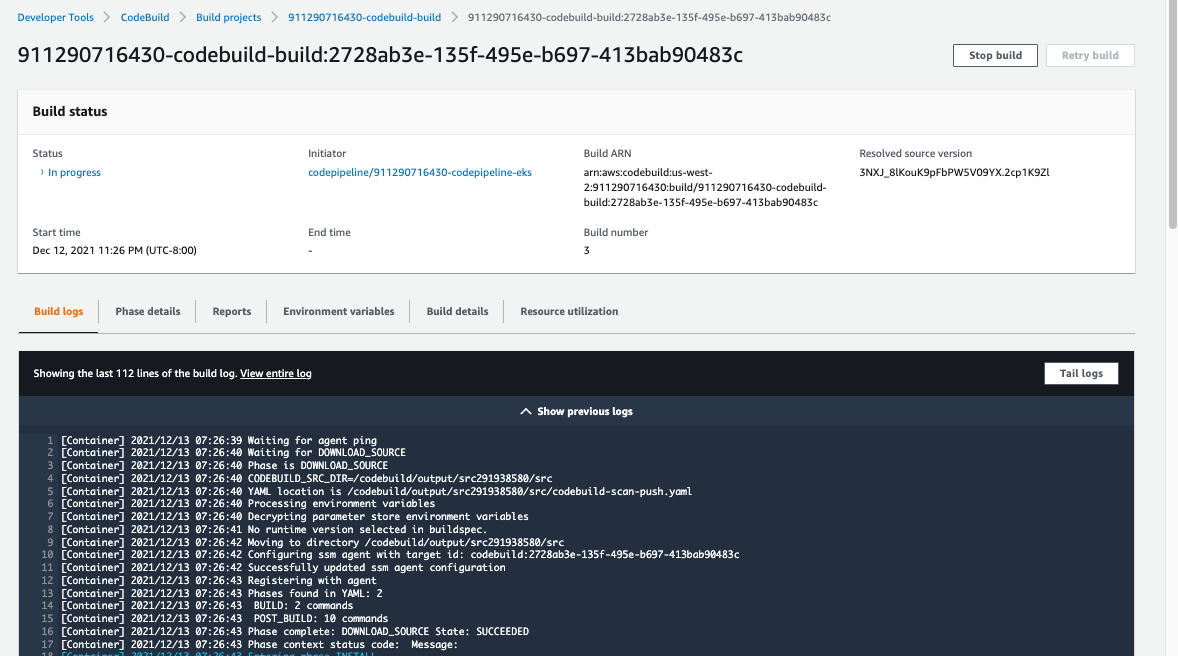 Developer Tools > CodeBuild > Build projects > 911290716430-codebuild-build > 911290716430-codebuild-build:2728ab3e-135f-495e-b697-413bab90483c
911290716430-codebuild-build:2728ab3e-135f-495e-b697-413bab90483c
Stop build
Retry build
Build status
Status
In progress
Initiator
codepipeline/911290716430-codepipeline-eks
Build ARN
arn:aws:codebuild:us-west-
2:911290716430:build/911290716430-codebuild-
build:2728ab3e-135f-495e-b697-413bab90483c
Resolved source version
3NXJ_8lKouK9pFbPW5V09YX.2cp1K9Zl
Start time
Dec 12, 2021 11:26 PM (UTC-8:00)
End time
-
Build number
3
Build logs
Phase details
Reports
Environment variables
Build details
Resource utilization
Showing the last 112 lines of the build log. View entire log
Tail logs
Show previous logs
1 [Container] 2021/12/13 07:26:39 Waiting for agent ping
2 [Container] 2021/12/13 07:26:40 Waiting for DOWNLOAD_SOURCE
3 [Container] 2021/12/13 07:26:40 Phase is DOWNLOAD_SOURCE
4 [Container] 2021/12/13 07:26:40 CODEBUILD_SRC_DIR=/codebuild/output/src291938580/src
5 [Container] 2021/12/13 07:26:40 YAML location is /codebuild/output/src291938580/src/codebuild-scan-push.yaml
6 [Container] 2021/12/13 07:26:40 Processing environment variables
7 [Container] 2021/12/13 07:26:40 Decrypting parameter store environment variables
8 [Container] 2021/12/13 07:26:41 No runtime version selected in buildspec.
9 [Container] 2021/12/13 07:26:42 Moving to directory /codebuild/output/src291938580/src
10 [Container] 2021/12/13 07:26:42 Configuring ssm agent with target id: codebuild:2728ab3e-135f-495e-b697-413bab90483c
11 [Container] 2021/12/13 07:26:42 Successfully updated ssm agent configuration
12 [Container] 2021/12/13 07:26:43 Registering with agent
13 [Container] 2021/12/13 07:26:43 Phases found in YAML: 2
14 [Container] 2021/12/13 07:26:43  BUILD: 2 commands
15 [Container] 2021/12/13 07:26:43  POST_BUILD: 10 commands
16 [Container] 2021/12/13 07:26:43 Phase complete: DOWNLOAD_SOURCE State: SUCCEEDED
17 [Container] 2021/12/13 07:26:43 Phase context status code:  Message:
18 [Container] 2021/12/13 07:26:43 Entering phase INSTALL